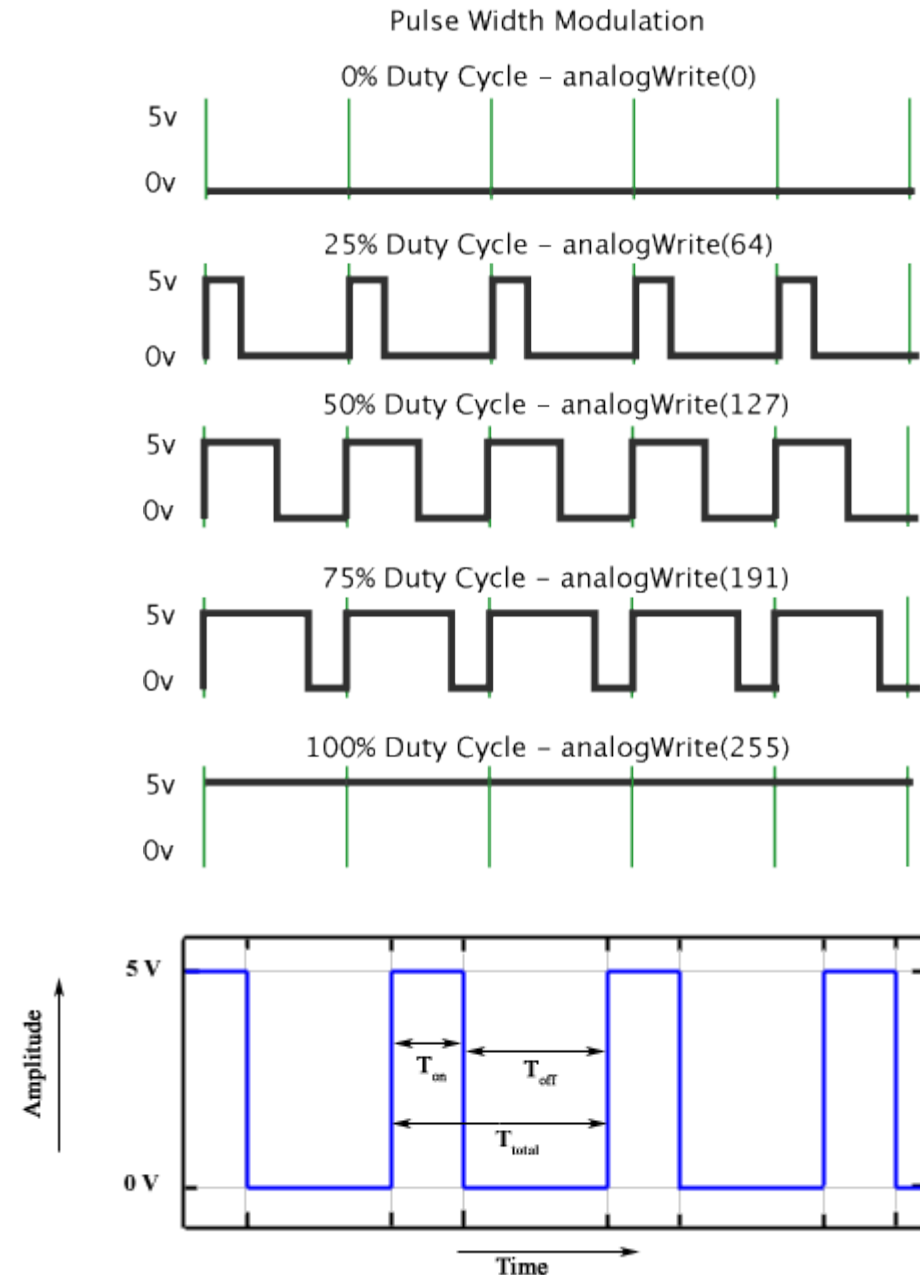 Pulse Width Modulation
0% Duty Cycle – analogWrite(0)
5v
0v
25% Duty Cycle – analogWrite(64)
5v
0v
50% Duty Cycle – analogWrite(127)
5v
0v
75% Duty Cycle – analogWrite(191)
5v
0v
100% Duty Cycle – analogWrite(255)
5v
0v
5 V
Amplitude
Ton
Toff
Ttotal
0 V
Time